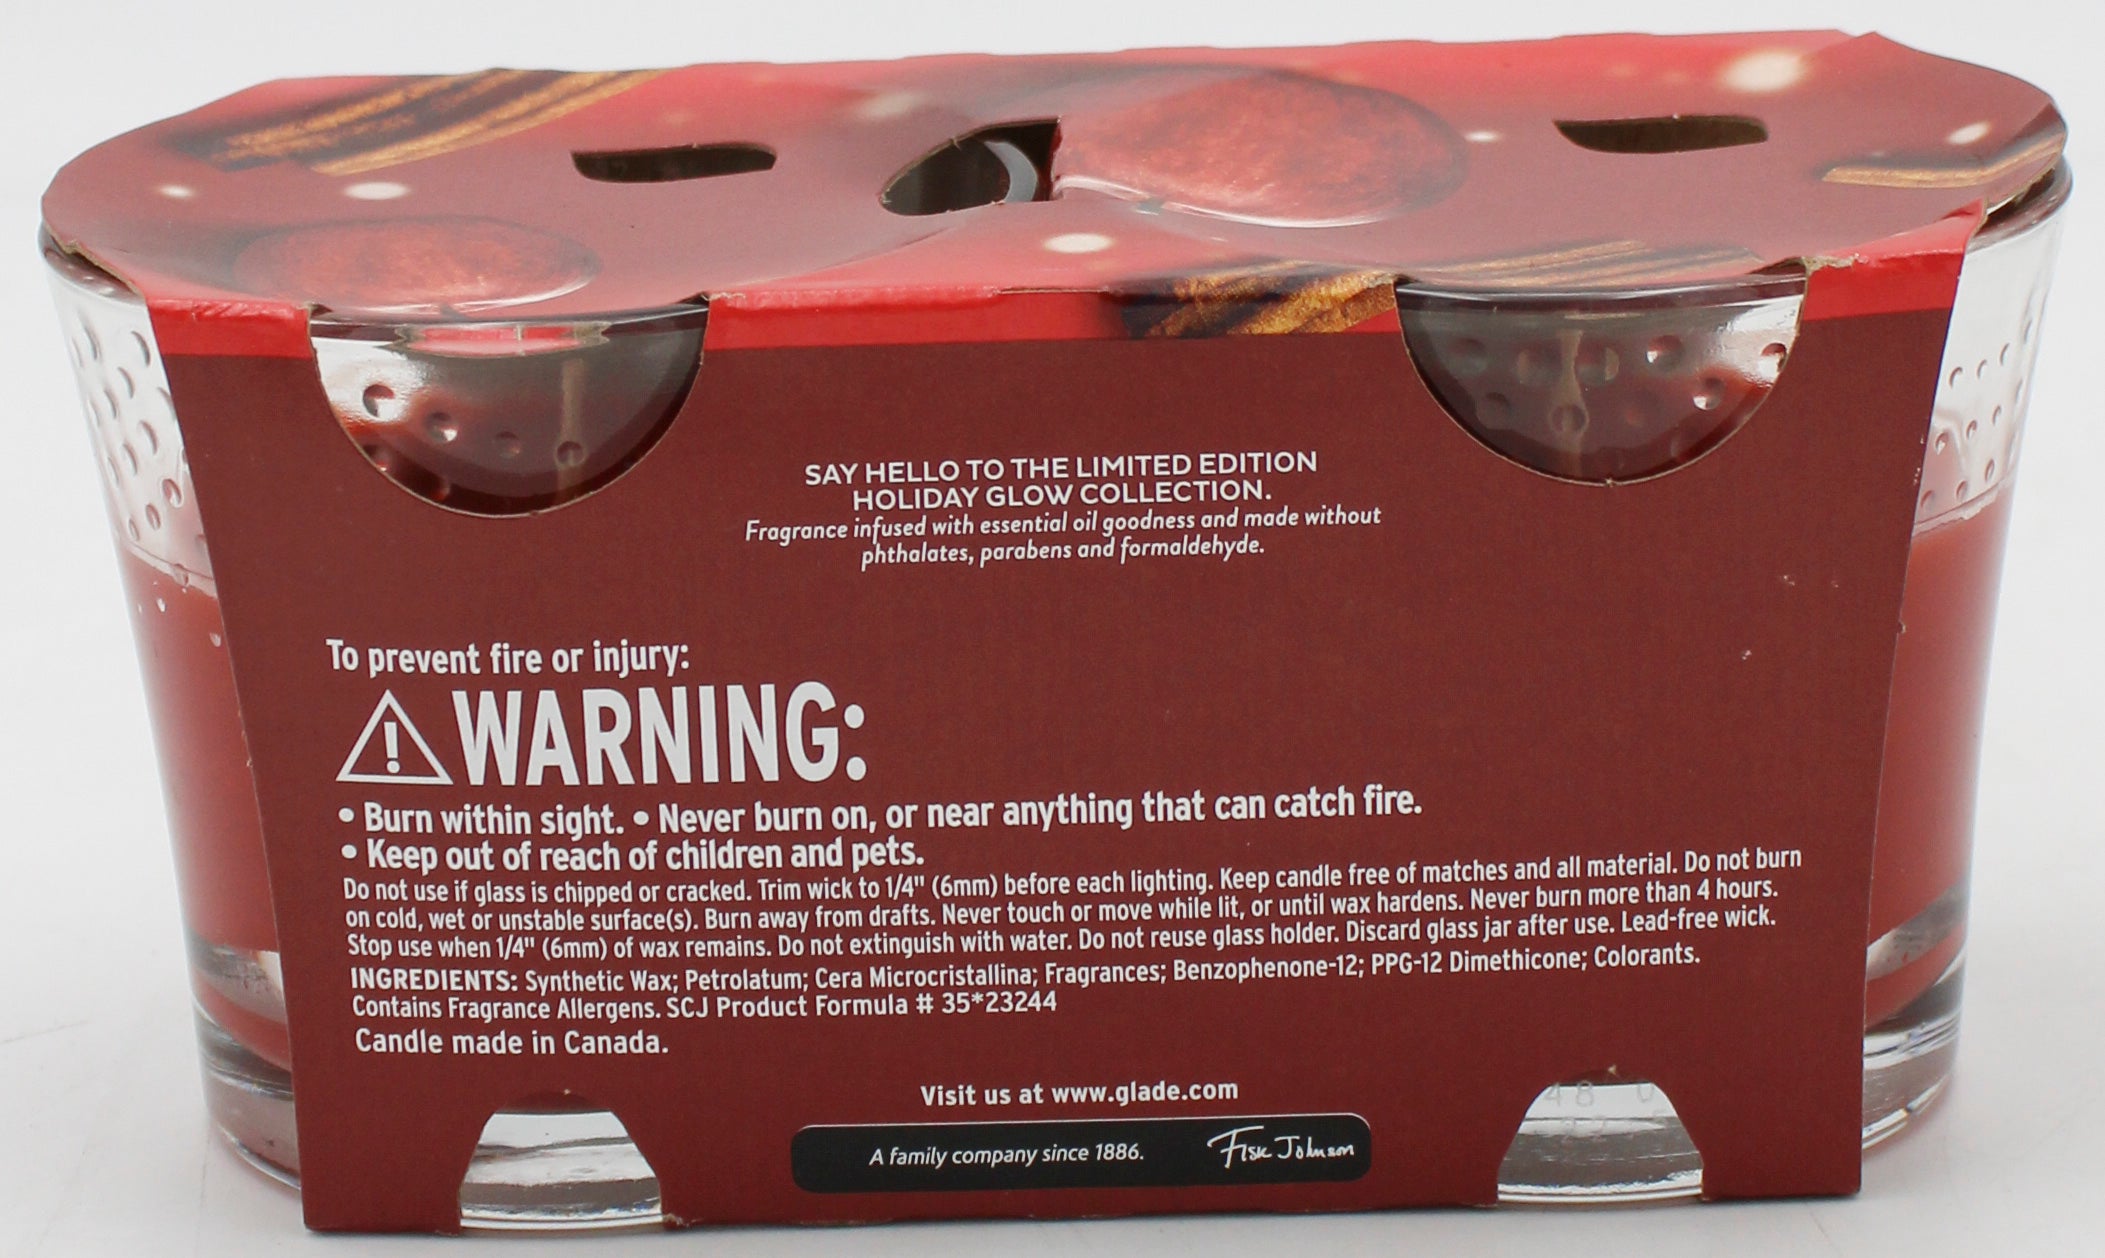 SAY HELLO TO THE LIMITED EDITION
HOLIDAY GLOW COLLECTION.
Fragrance infused with essential oil goodness and made without
phthalates, parabens and formaldehyde.
To prevent fire or injury:
⚠ WARNING:
• Burn within sight. • Never burn on, or near anything that can catch fire.
• Keep out of reach of children and pets.
Do not use if glass is chipped or cracked. Trim wick to 1/4" (6mm) before each lighting. Keep candle free of matches and all material. Do not burn
on cold, wet or unstable surface(s). Burn away from drafts. Never touch or move while lit, or until wax hardens. Never burn more than 4 hours.
Stop use when 1/4" (6mm) of wax remains. Do not extinguish with water. Do not reuse glass holder. Discard glass jar after use. Lead-free wick.
INGREDIENTS: Synthetic Wax; Petrolatum; Cera Microcristallina; Fragrances; Benzophenone-12; PPG-12 Dimethicone; Colorants.
Contains Fragrance Allergens. SCJ Product Formula # 35*23244
Candle made in Canada.
Visit us at www.glade.com
A family company since 1886. Fisk Johnson